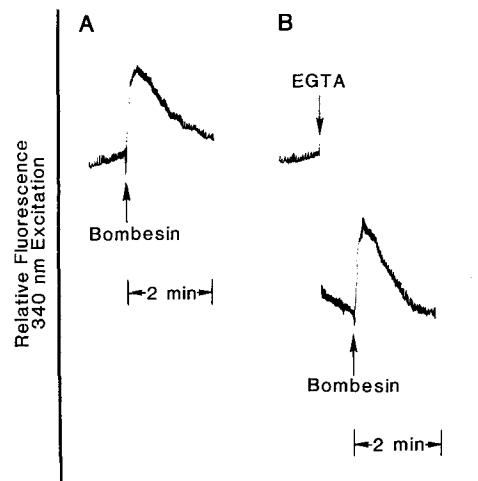 A
B
EGTA
Bombesin
2 min
Bombesin
2 min
Relative Fluorescence
340 nm Excitation